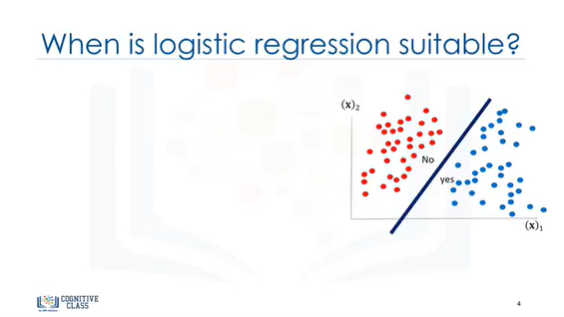 When is logistic regression suitable?
(x)₂
No
yes
(x)₁
COGNITIVE
CLASS
4